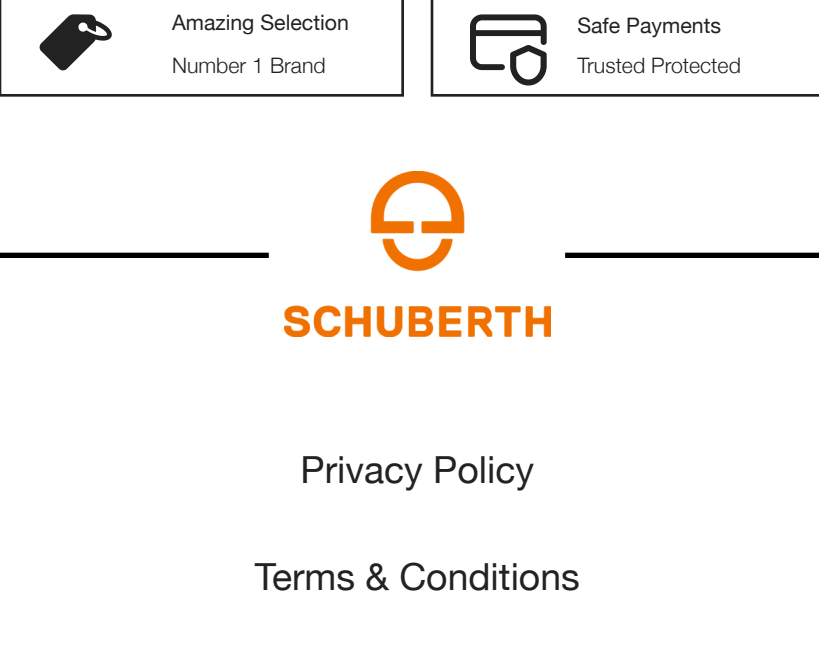 Amazing Selection
Number 1 Brand
Safe Payments
Trusted Protected
SCHUBERTH
Privacy Policy
Terms & Conditions